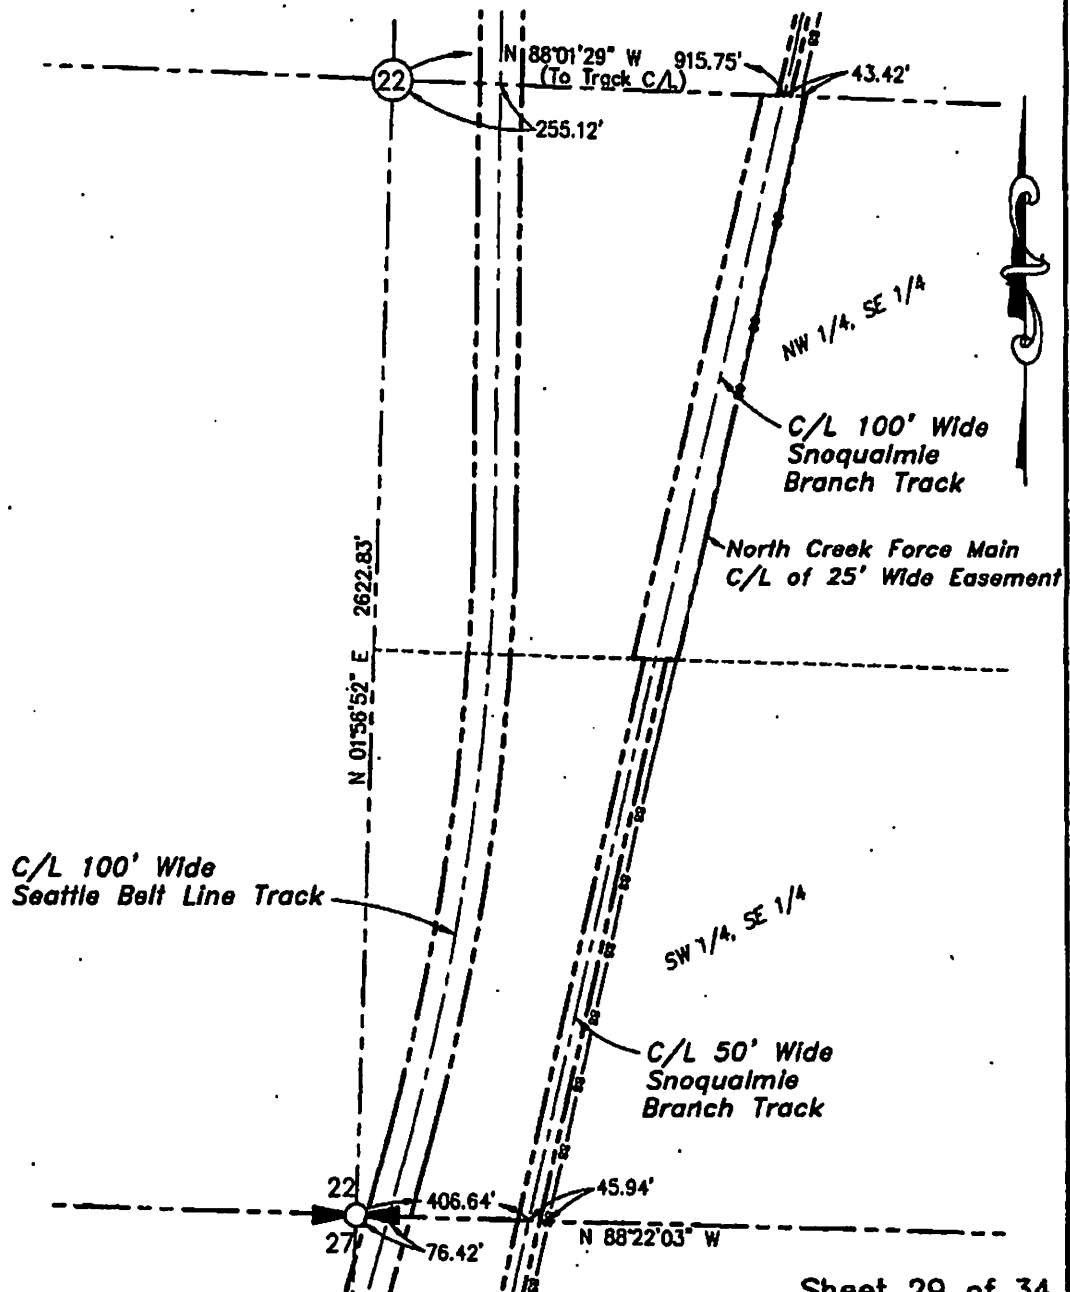 N 88°01'29" W
(To Track C/L)
915.75'
22
43.42'
255.12'
NW 1/4, SE 1/4
C/L 100' Wide
Snoqualmie
Branch Track
North Creek Force Main
C/L of 25' Wide Easement
N 01°56'52" E 2622.83'
C/L 100' Wide
Seattle Belt Line Track
SW 1/4, SE 1/4
C/L 50' Wide
Snoqualmie
Branch Track
22
406.64'
45.94'
27
76.42'
N 88°22'03" W
Sheet 29 of 34